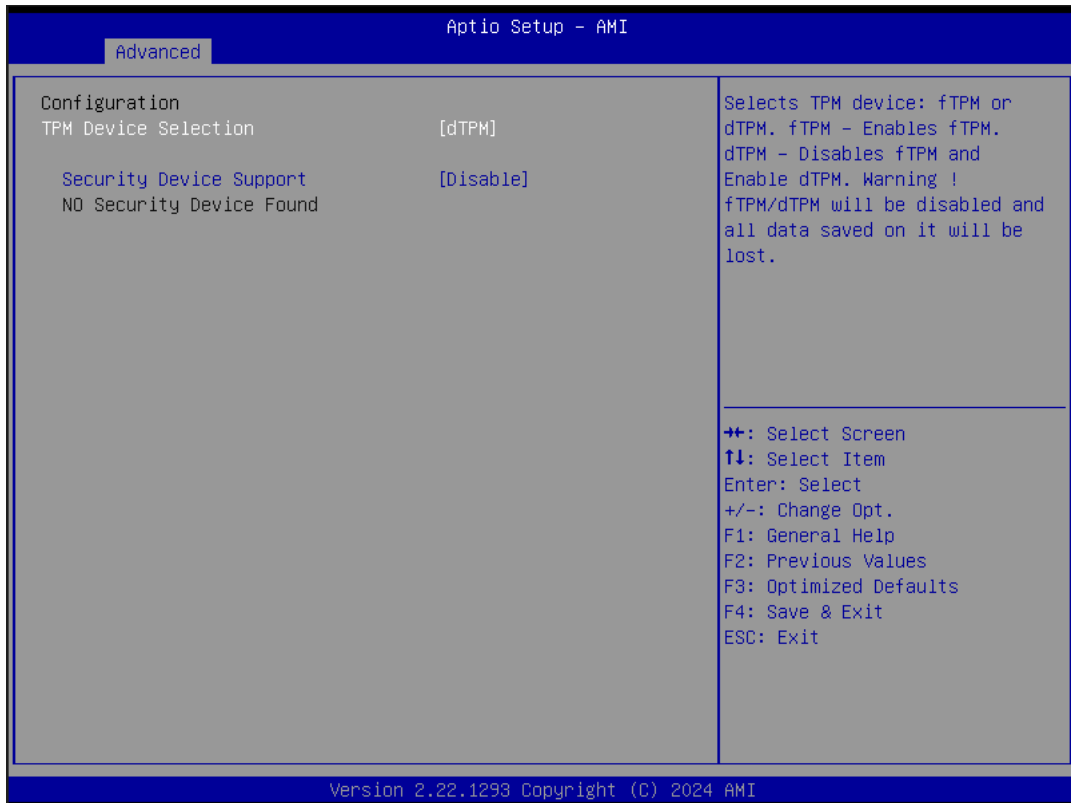 Aptio Setup – AMI
Advanced
Configuration
TPM Device Selection [dTPM]
Security Device Support [Disable]
NO Security Device Found
Selects TPM device: fTPM or
dTPM. fTPM – Enables fTPM.
dTPM – Disables fTPM and
Enable dTPM. Warning !
fTPM/dTPM will be disabled and
all data saved on it will be
lost.
→←: Select Screen
↑↓: Select Item
Enter: Select
+/-: Change Opt.
F1: General Help
F2: Previous Values
F3: Optimized Defaults
F4: Save & Exit
ESC: Exit
Version 2.22.1293 Copyright (C) 2024 AMI